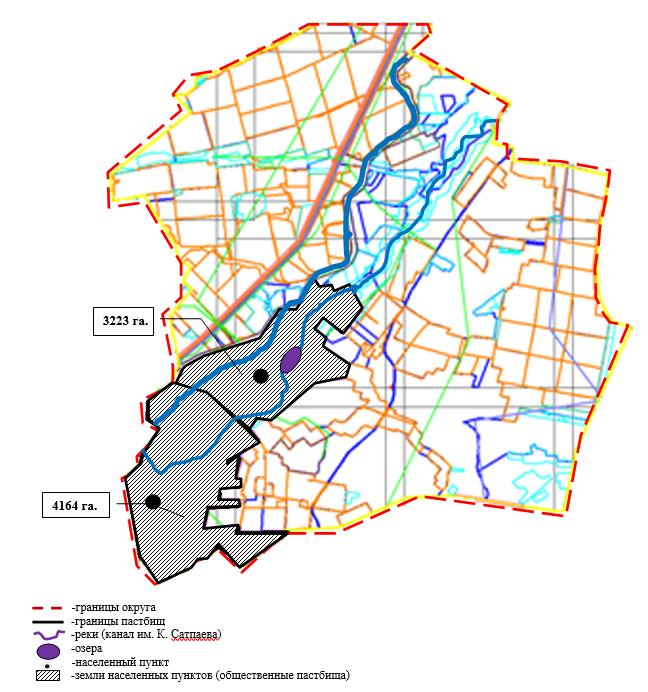 3223 га.
4164 га.
-границы округа
-границы пастбищ
-реки (канал им. К. Сатпаева)
-озера
-населенный пункт
-земли населенных пунктов (общественные пастбища)